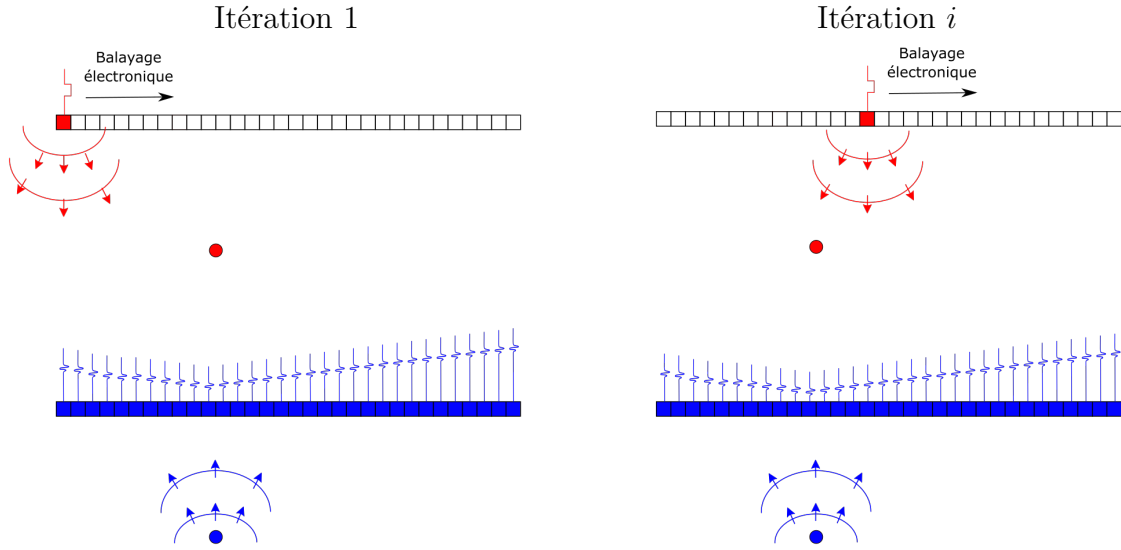 Itération 1
Balayage
électronique
Itération i
Balayage
électronique